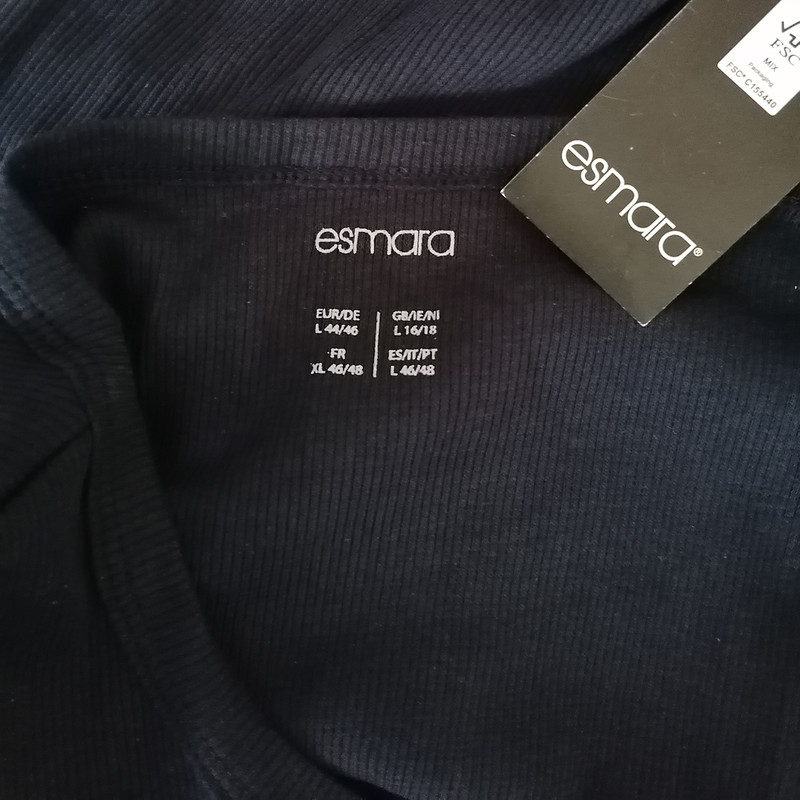 FSC
MIX
Packaging
FSC® C155440
esmara®
esmara
EUR/DE
L 44/46
GB/IE/NI
L 16/18
FR
XL 46/48
ES/IT/PT
L 46/48